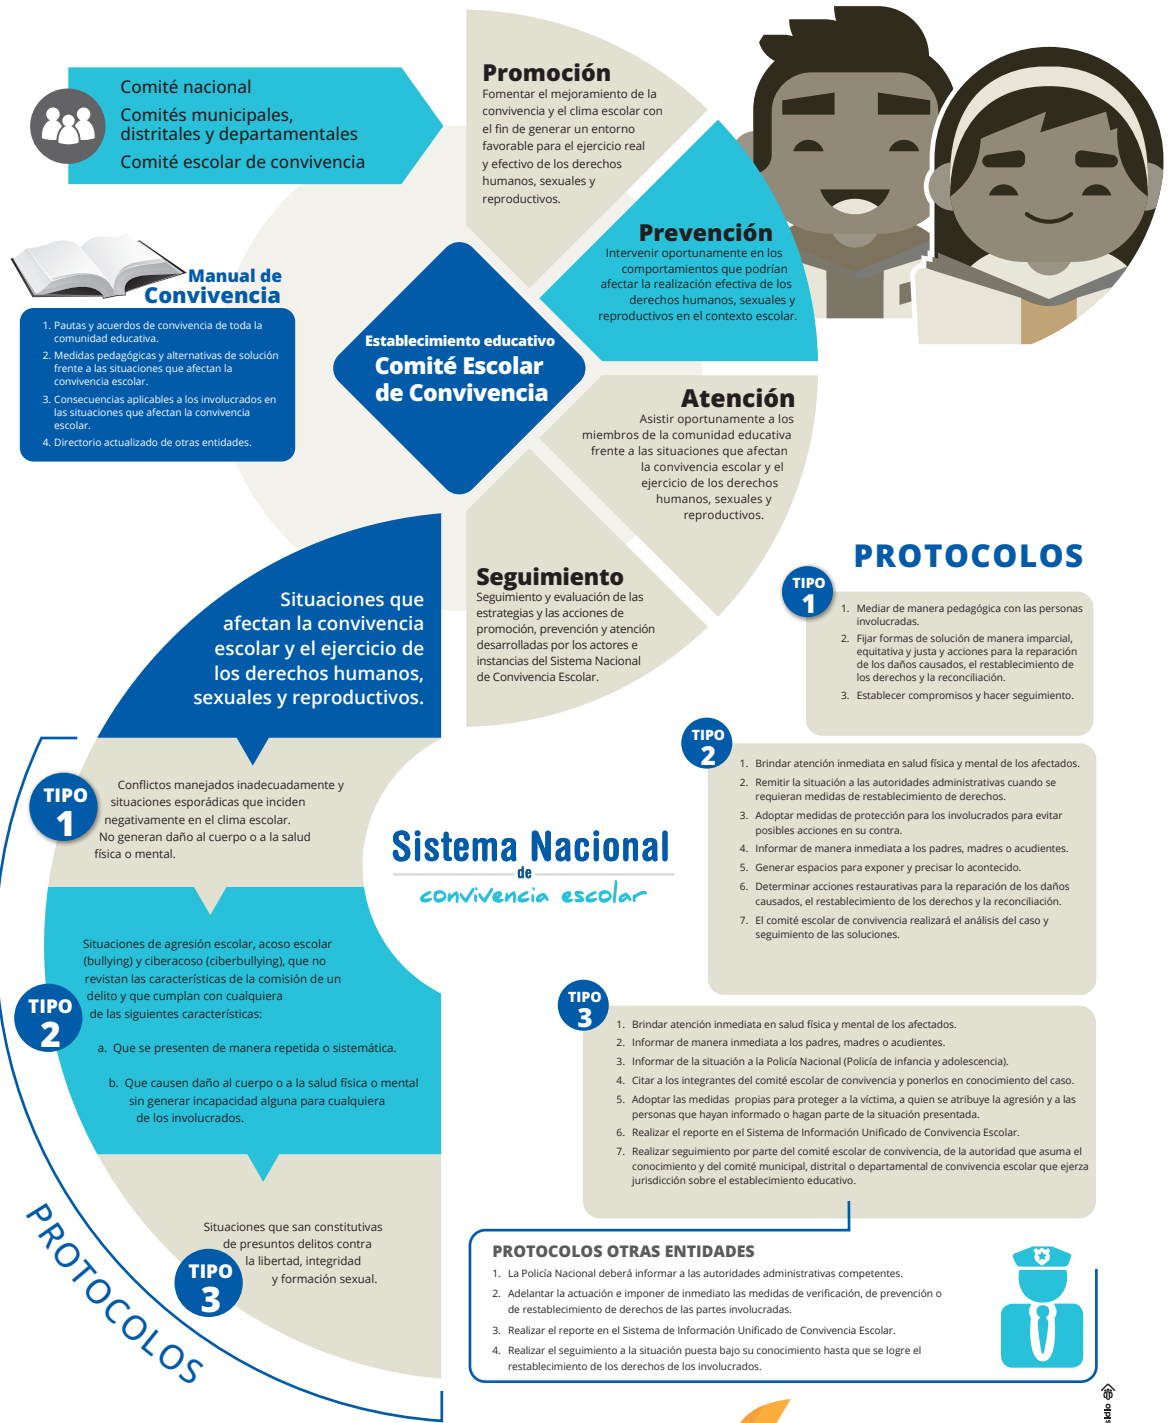 Comité nacional
Comités municipales,
distritales y departamentales
Comité escolar de convivencia
Promoción
Fomentar el mejoramiento de la
convivencia y el clima escolar con
el fin de generar un entorno
favorable para el ejercicio real
y efectivo de los derechos
humanos, sexuales y
reproductivos.
Prevención
Intervenir oportunamente en los
comportamientos que podrían
afectar la realización efectiva de los
derechos humanos, sexuales y
reproductivos en el contexto escolar.
Manual de
Convivencia
1. Pautas y acuerdos de convivencia de toda la
comunidad educativa.
2. Medidas pedagógicas y alternativas de solución
frente a las situaciones que afectan la
convivencia escolar.
3. Consecuencias aplicables a los involucrados en
las situaciones que afectan la convivencia
escolar.
4. Directorio actualizado de otras entidades.
Establecimiento educativo
Comité Escolar
de Convivencia
Atención
Asistir oportunamente a los
miembros de la comunidad educativa
frente a las situaciones que afectan
la convivencia escolar y el
ejercicio de los derechos
humanos, sexuales y
reproductivos.
Seguimiento
Seguimiento y evaluación de las
estrategias y las acciones de
promoción, prevención y atención
desarrolladas por los actores e
instancias del Sistema Nacional
de Convivencia Escolar.
Situaciones que
afectan la convivencia
escolar y el ejercicio de
los derechos humanos,
sexuales y reproductivos.
TIPO
1
Conflictos manejados inadecuadamente y
situaciones esporádicas que inciden
negativamente en el clima escolar.
No generan daño al cuerpo o a la salud
física o mental.
TIPO
2
Situaciones de agresión escolar, acoso escolar
(bullying) y ciberacoso (ciberbullying), que no
revistan las características de la comisión de un
delito y que cumplan con cualquiera
de las siguientes características:
a. Que se presenten de manera repetida o sistemática.
b. Que causen daño al cuerpo o a la salud física o mental
sin generar incapacidad alguna para cualquiera
de los involucrados.
TIPO
3
Situaciones que san constitutivas
de presuntos delitos contra
la libertad, integridad
y formación sexual.
PROTOCOLOS
Sistema Nacional
de
convivencia escolar
PROTOCOLOS
TIPO
1
1. Mediar de manera pedagógica con las personas
involucradas.
2. Fijar formas de solución de manera imparcial,
equitativa y justa y acciones para la reparación
de los daños causados, el restablecimiento de
los derechos y la reconciliación.
3. Establecer compromisos y hacer seguimiento.
TIPO
2
1. Brindar atención inmediata en salud física y mental de los afectados.
2. Remitir la situación a las autoridades administrativas cuando se
requieran medidas de restablecimiento de derechos.
3. Adoptar medidas de protección para los involucrados para evitar
posibles acciones en su contra.
4. Informar de manera inmediata a los padres, madres o acudientes.
5. Generar espacios para exponer y precisar lo acontecido.
6. Determinar acciones restaurativas para la reparación de los daños
causados, el restablecimiento de los derechos y la reconciliación.
7. El comité escolar de convivencia realizará el análisis del caso y
seguimiento de las soluciones.
TIPO
3
1. Brindar atención inmediata en salud física y mental de los afectados.
2. Informar de manera inmediata a los padres, madres o acudientes.
3. Informar de la situación a la Policía Nacional (Policía de infancia y adolescencia).
4. Citar a los integrantes del comité escolar de convivencia y ponerlos en conocimiento del caso.
5. Adoptar las medidas propias para proteger a la víctima, a quien se atribuye la agresión y a las
personas que hayan informado o hagan parte de la situación presentada.
6. Realizar el reporte en el Sistema de Información Unificado de Convivencia Escolar.
7. Realizar seguimiento por parte del comité escolar de convivencia, de la autoridad que asuma el
conocimiento y del comité municipal, distrital o departamental de convivencia escolar que ejerza
jurisdicción sobre el establecimiento educativo.
PROTOCOLOS OTRAS ENTIDADES
1. La Policía Nacional deberá informar a las autoridades administrativas competentes.
2. Adelantar la actuación e imponer de inmediato las medidas de verificación, de prevención o
de restablecimiento de derechos de las partes involucradas.
3. Realizar el reporte en el Sistema de Información Unificado de Convivencia Escolar.
4. Realizar el seguimiento a la situación puesta bajo su conocimiento hasta que se logre el
restablecimiento de los derechos de los involucrados.